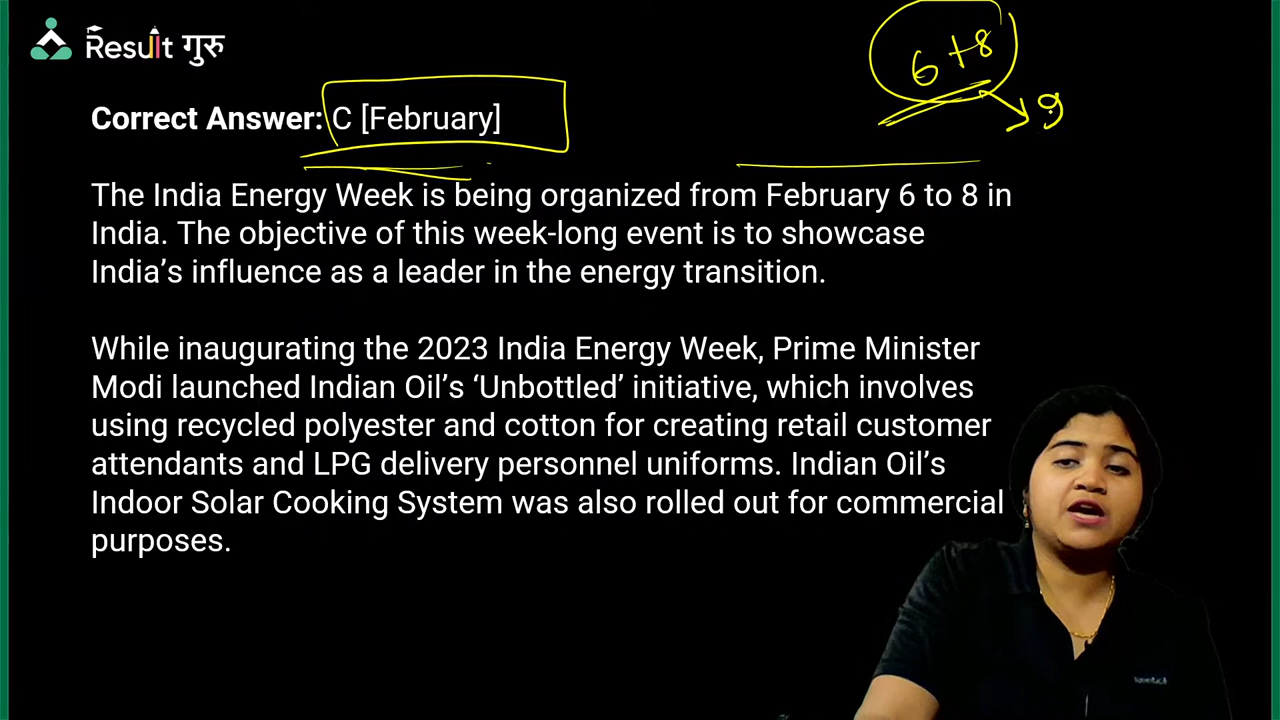 Result गुरु
6+8
9
Correct Answer: C [February]
The India Energy Week is being organized from February 6 to 8 in
India. The objective of this week-long event is to showcase
India’s influence as a leader in the energy transition.
While inaugurating the 2023 India Energy Week, Prime Minister
Modi launched Indian Oil’s ‘Unbottled’ initiative, which involves
using recycled polyester and cotton for creating retail customer
attendants and LPG delivery personnel uniforms. Indian Oil’s
Indoor Solar Cooking System was also rolled out for commercial
purposes.